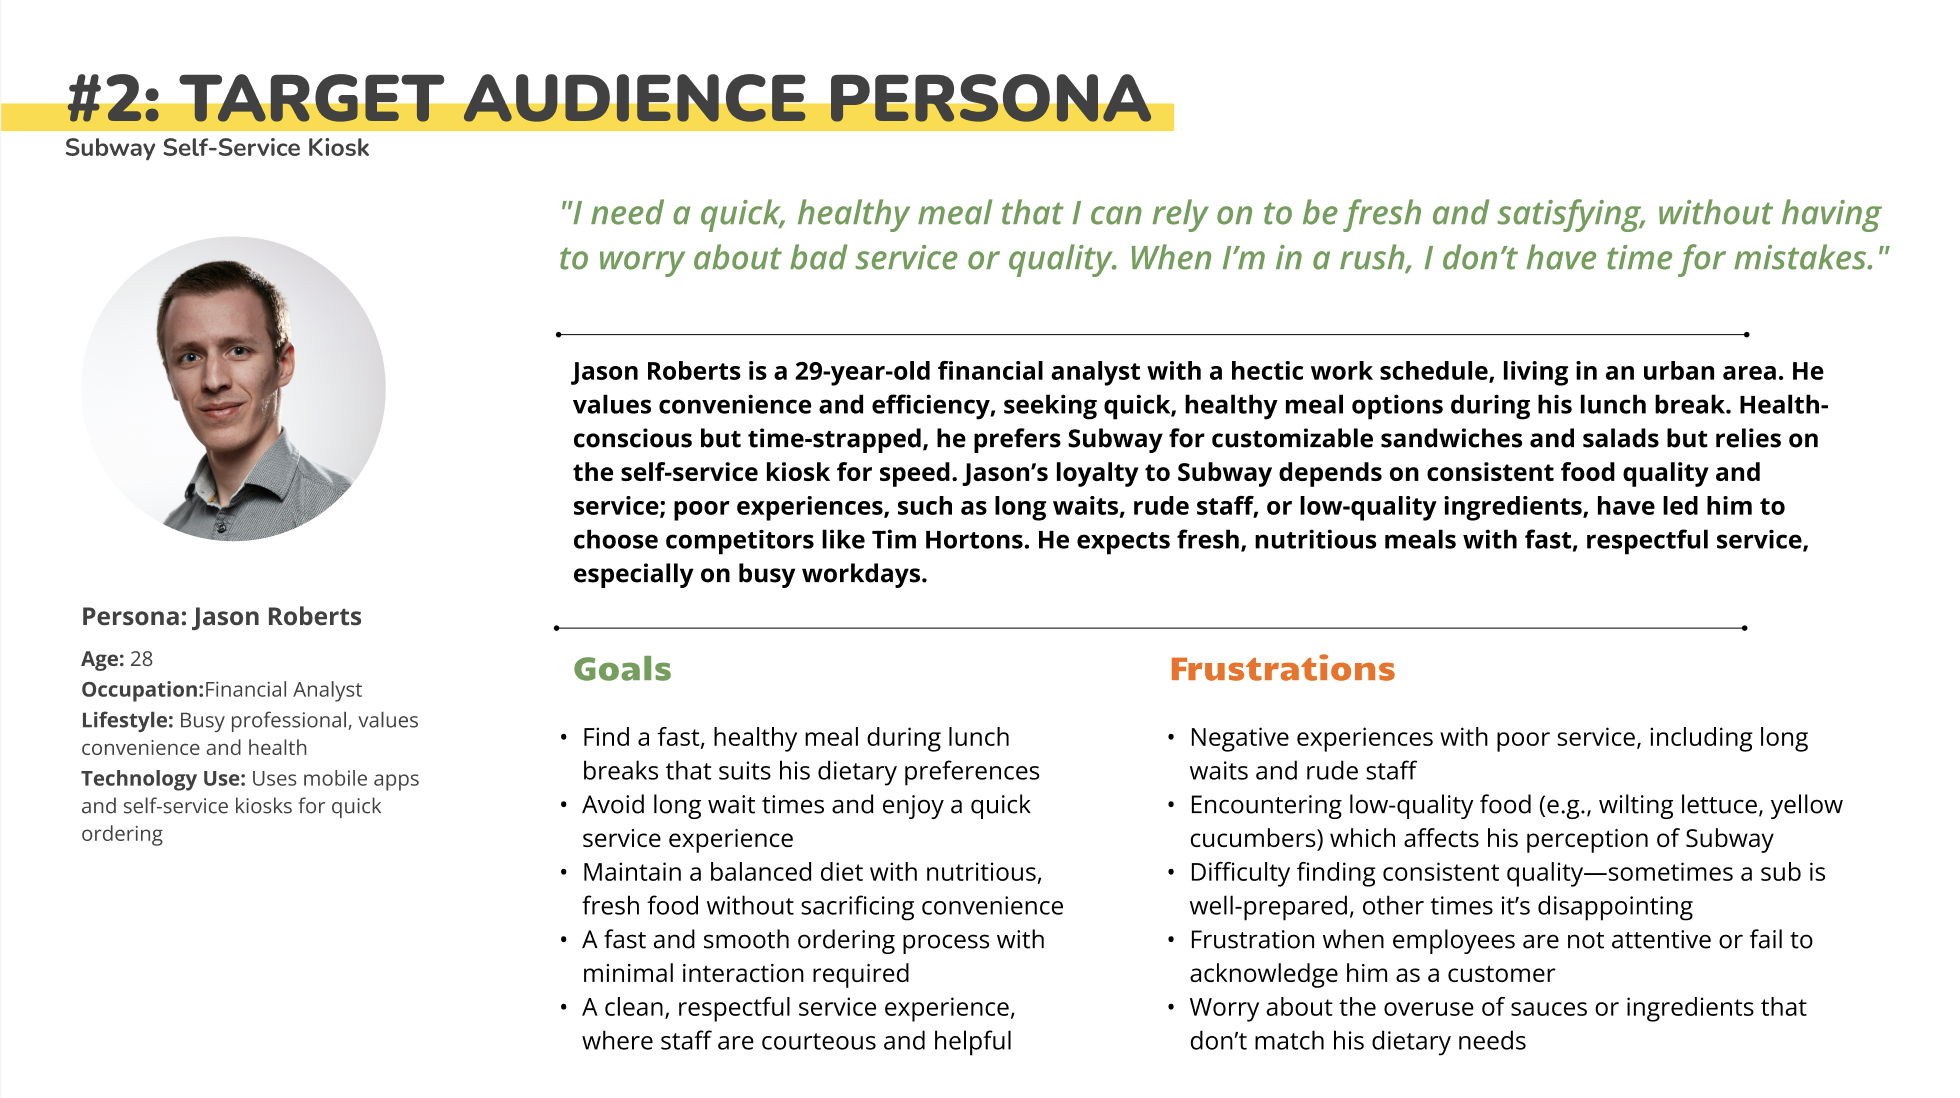 #2: TARGET AUDIENCE PERSONA
Subway Self-Service Kiosk
"I need a quick, healthy meal that I can rely on to be fresh and satisfying, without having
to worry about bad service or quality. When I’m in a rush, I don’t have time for mistakes."
Jason Roberts is a 29-year-old financial analyst with a hectic work schedule, living in an urban area. He
values convenience and efficiency, seeking quick, healthy meal options during his lunch break. Health-
conscious but time-strapped, he prefers Subway for customizable sandwiches and salads but relies on
the self-service kiosk for speed. Jason’s loyalty to Subway depends on consistent food quality and
service; poor experiences, such as long waits, rude staff, or low-quality ingredients, have led him to
choose competitors like Tim Hortons. He expects fresh, nutritious meals with fast, respectful service,
especially on busy workdays.
Persona: Jason Roberts
Age: 28
Occupation:Financial Analyst
Lifestyle: Busy professional, values
convenience and health
Technology Use: Uses mobile apps
and self-service kiosks for quick
ordering
Goals
• Find a fast, healthy meal during lunch
breaks that suits his dietary preferences
• Avoid long wait times and enjoy a quick
service experience
• Maintain a balanced diet with nutritious,
fresh food without sacrificing convenience
• A fast and smooth ordering process with
minimal interaction required
• A clean, respectful service experience,
where staff are courteous and helpful
Frustrations
• Negative experiences with poor service, including long
waits and rude staff
• Encountering low-quality food (e.g., wilting lettuce, yellow
cucumbers) which affects his perception of Subway
• Difficulty finding consistent quality—sometimes a sub is
well-prepared, other times it’s disappointing
• Frustration when employees are not attentive or fail to
acknowledge him as a customer
• Worry about the overuse of sauces or ingredients that
don’t match his dietary needs